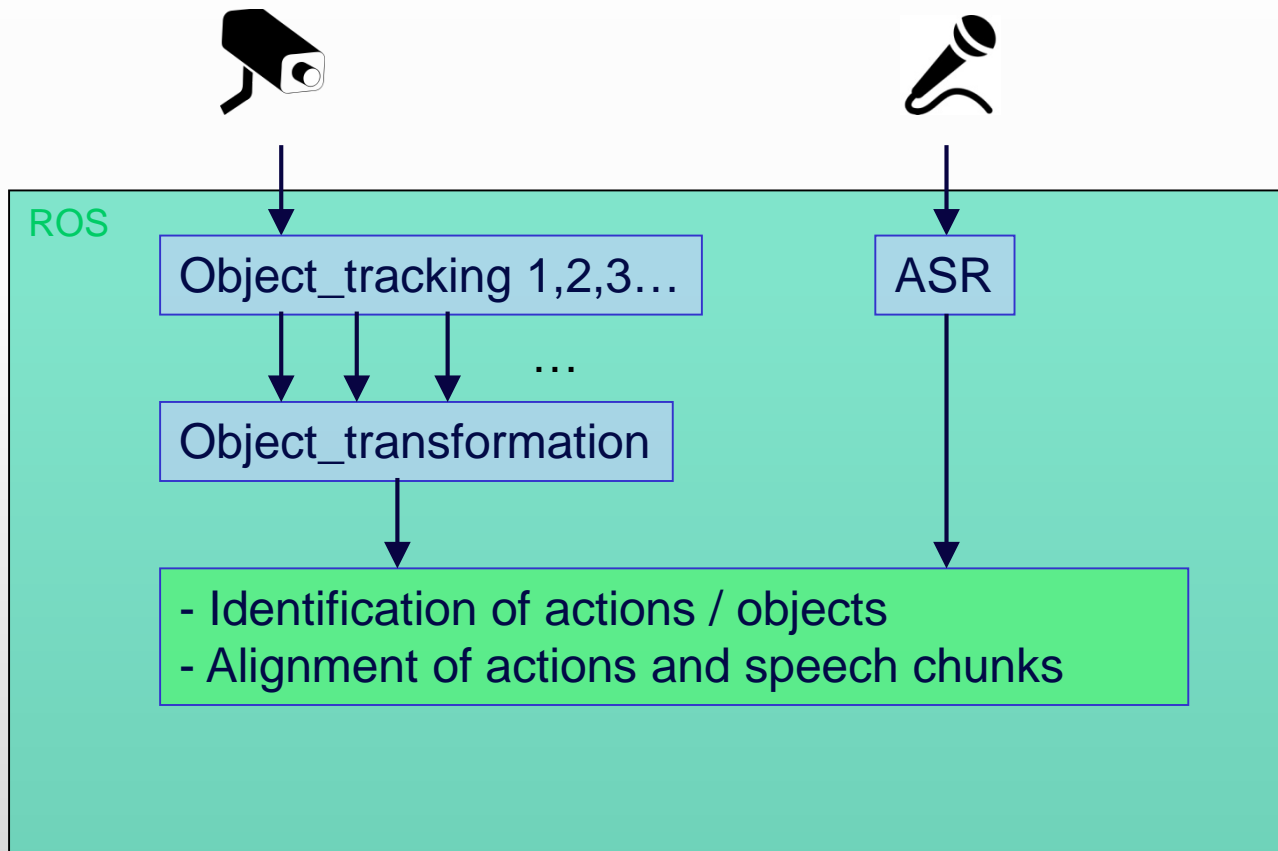 ROS
Object_tracking 1,2,3…
ASR
…
Object_transformation
- Identification of actions / objects
- Alignment of actions and speech chunks